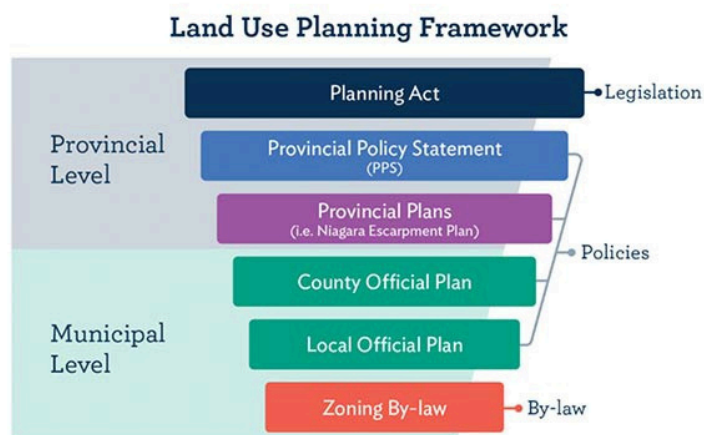 Land Use Planning Framework
Planning Act
Legislation
Provincial
Level
Provincial Policy Statement
(PPS)
Provincial Plans
(i.e. Niagara Escarpment Plan)
Policies
County Official Plan
Municipal
Level
Local Official Plan
Zoning By-law
By-law